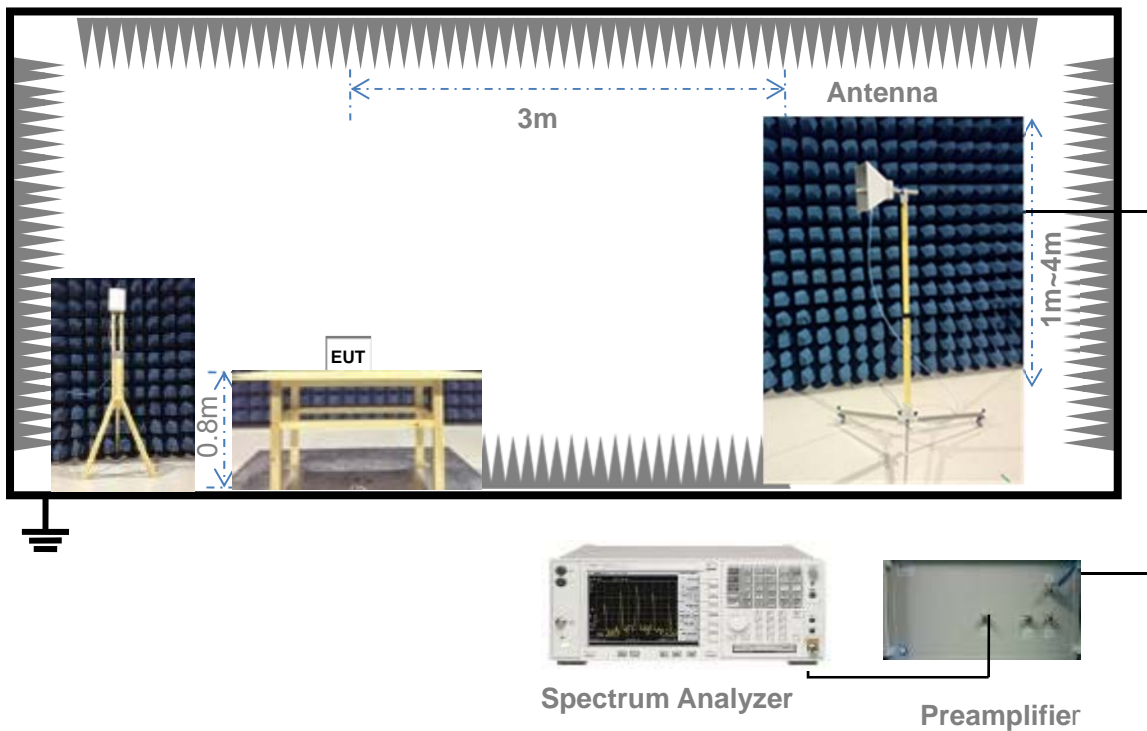 Antenna
3m
1m~4m
EUT
0.8m
Spectrum Analyzer
Preamplifier